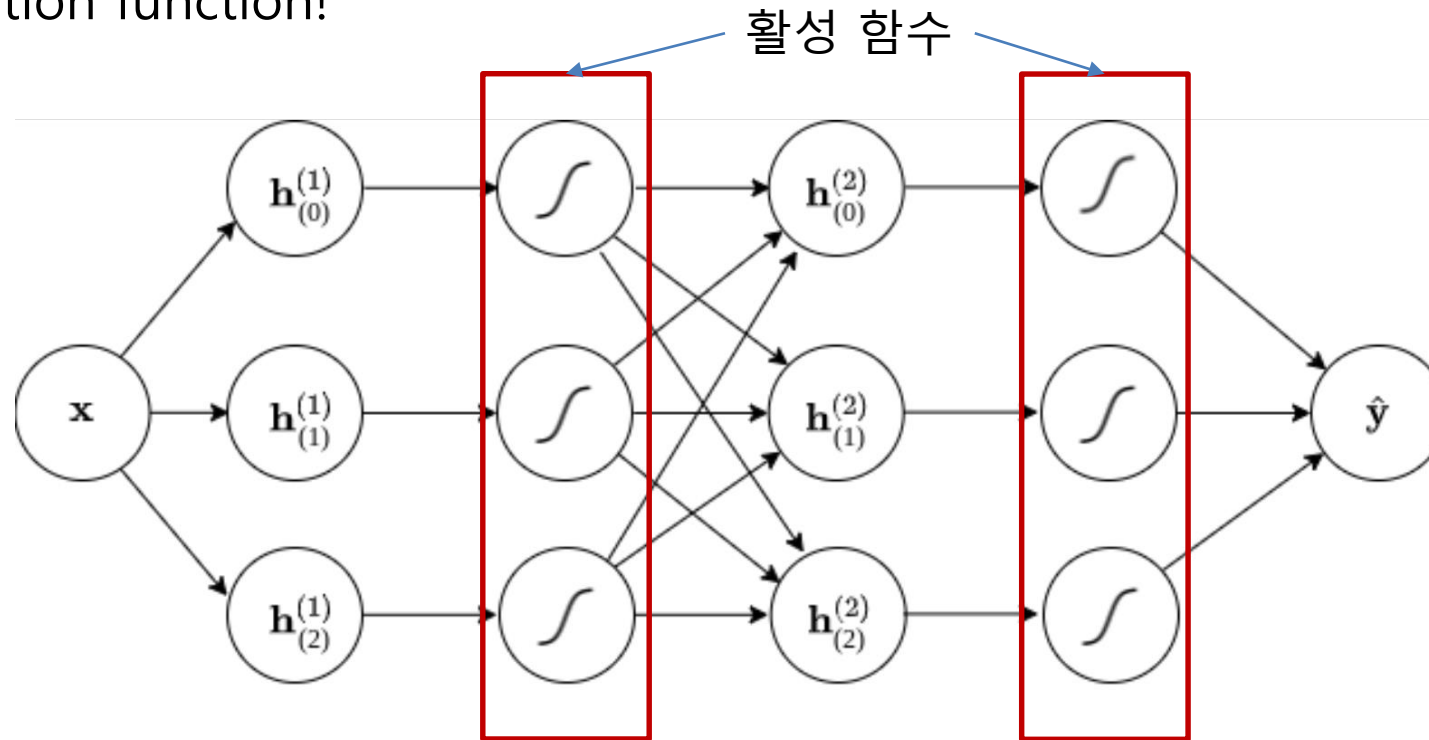 tion function!
활성 함수
h^{(1)}_{(0)} h^{(2)}_{(0)}
x h^{(1)}_{(1)} h^{(2)}_{(1)} ŷ
h^{(1)}_{(2)} h^{(2)}_{(2)}